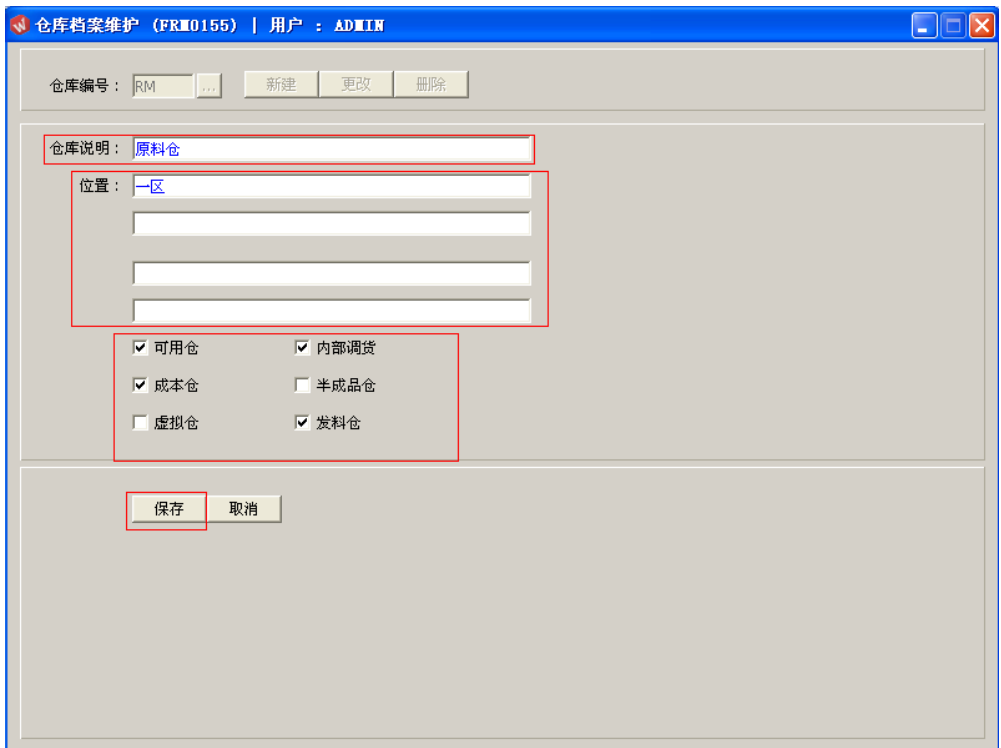 仓库档案维护 (FRM0155) | 用户 : ADMIN
仓库编号： RM ... 新建 更改 删除
仓库说明： 原料仓
位置： 一区
可用仓 内部调货
成本仓 半成品仓
虚拟仓 发料仓
保存 取消